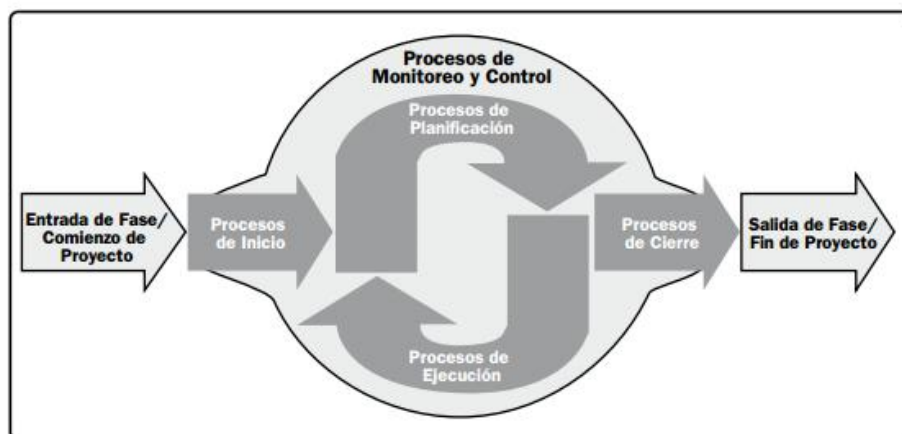 Procesos de
Monitoreo y Control
Procesos de
Planificación
Entrada de Fase/
Comienzo de
Proyecto
Procesos
de Inicio
Procesos
de Cierre
Salida de Fase/
Fin de Proyecto
Procesos de
Ejecución